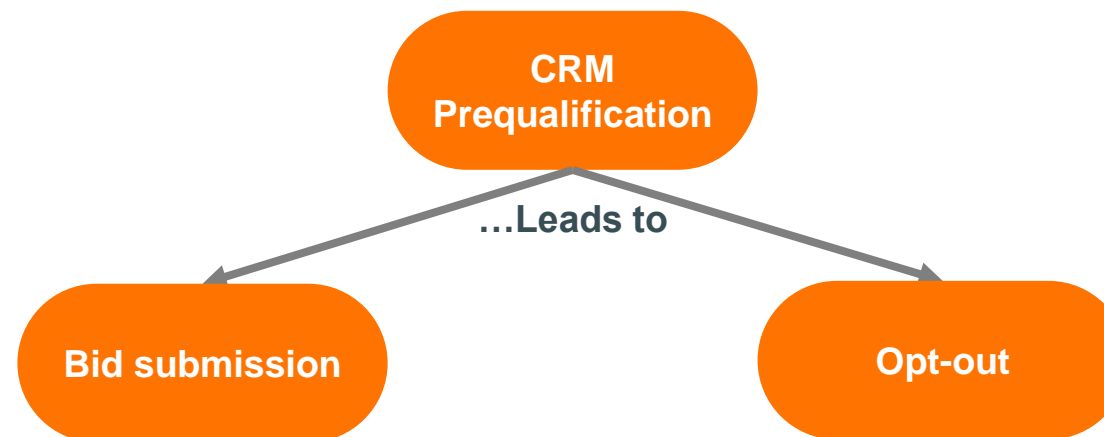 CRM
Prequalification
…Leads to
Bid submission
Opt-out